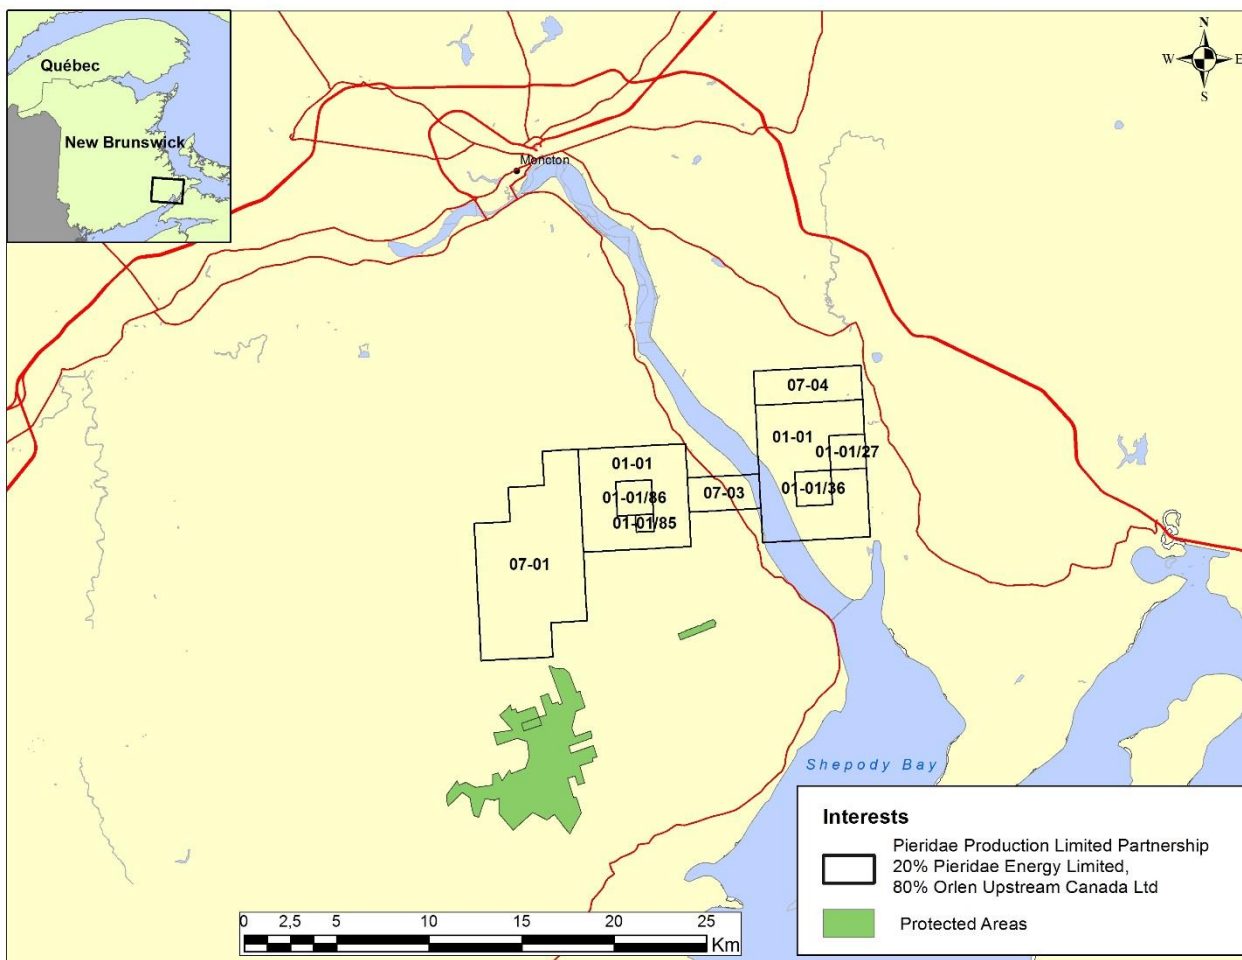 Québec
New Brunswick
N
W E
S
Moncton
07-04
01-01
01-01/27
01-01/36
01-01
01-01/86
01-01/85
07-03
07-01
Shepody Bay
Interests
Pieridae Production Limited Partnership
20% Pieridae Energy Limited,
80% Orlen Upstream Canada Ltd
Protected Areas
0 2,5 5 10 15 20 25
Km